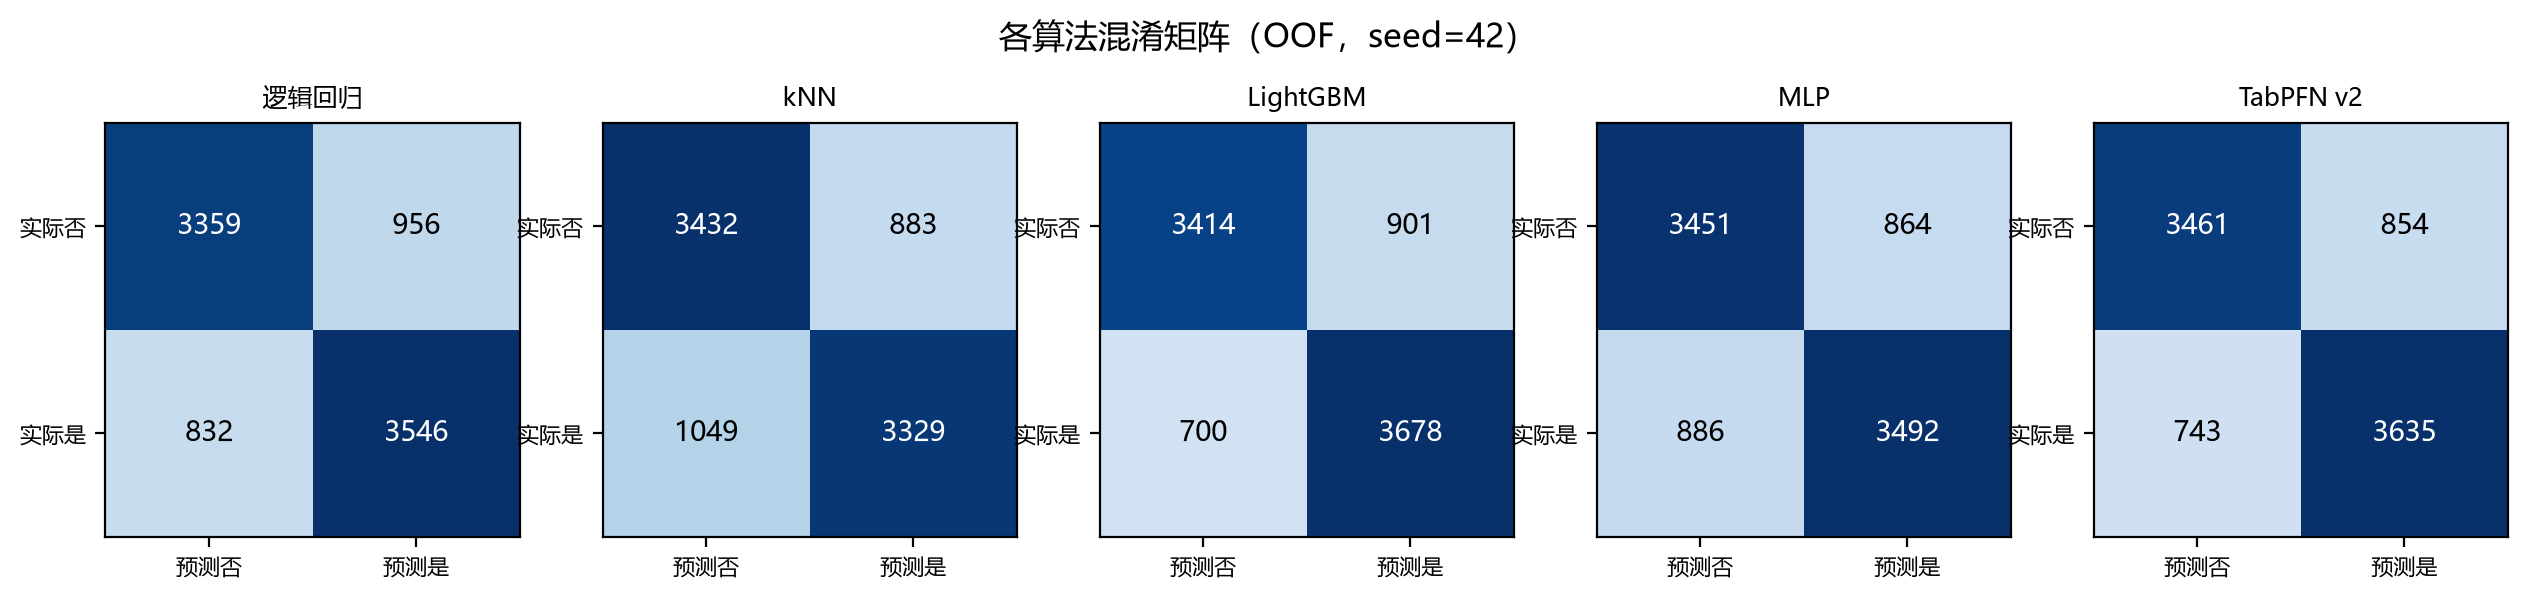 各算法混淆矩阵（OOF，seed=42）
逻辑回归
实际否
3359
956
实际是
832
3546
预测否
预测是
kNN
实际否
3432
883
实际是
1049
3329
预测否
预测是
LightGBM
实际否
3414
901
实际是
700
3678
预测否
预测是
MLP
实际否
3451
864
实际是
886
3492
预测否
预测是
TabPFN v2
实际否
3461
854
实际是
743
3635
预测否
预测是